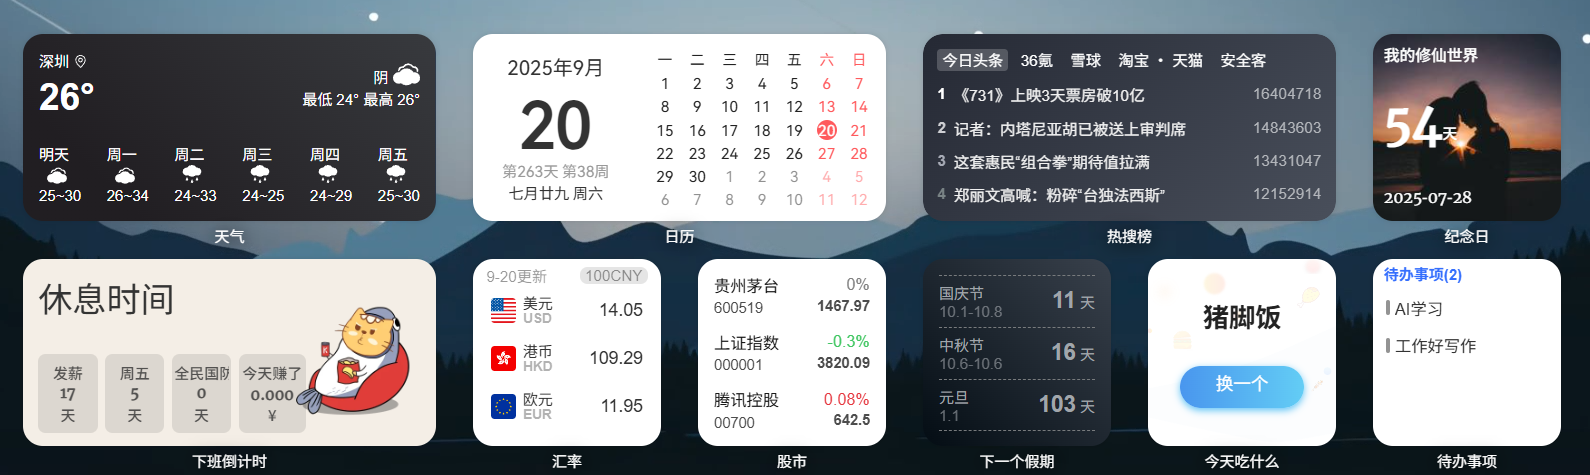 深圳
26°
阴
最低 24° 最高 26°
明天 周一 周二 周三 周四 周五
25~30 26~34 24~33 24~25 24~29 25~30
天气
2025年9月
20
第263天 第38周
七月廿九 周六
一 二 三 四 五 六 日
1 2 3 4 5 6 7
8 9 10 11 12 13 14
15 16 17 18 19 20 21
22 23 24 25 26 27 28
29 30 1 2 3 4 5
6 7 8 9 10 11 12
日历
今日头条 36氪 雪球 淘宝 · 天猫 安全客
1 《731》上映3天票房破10亿 16404718
2 记者：内塔尼亚胡已被送上审判席 14843603
3 这套惠民“组合拳”期待值拉满 13431047
4 郑丽文高喊：粉碎“台独法西斯” 12152914
热搜榜
我的修仙世界
54天
2025-07-28
纪念日
休息时间
发薪 周五 全民国防 今天赚了
17 5 0 0.000
天 天 天 ¥
下班倒计时
9-20更新 100CNY
美元 14.05
USD
港币 109.29
HKD
欧元 11.95
EUR
汇率
贵州茅台 0%
600519 1467.97
上证指数 -0.3%
000001 3820.09
腾讯控股 0.08%
00700 642.5
股市
国庆节 11 天
10.1-10.8
中秋节 16 天
10.6-10.6
元旦 103 天
1.1
下一个假期
猪脚饭
换一个
今天吃什么
待办事项(2)
AI学习
工作好写作
待办事项